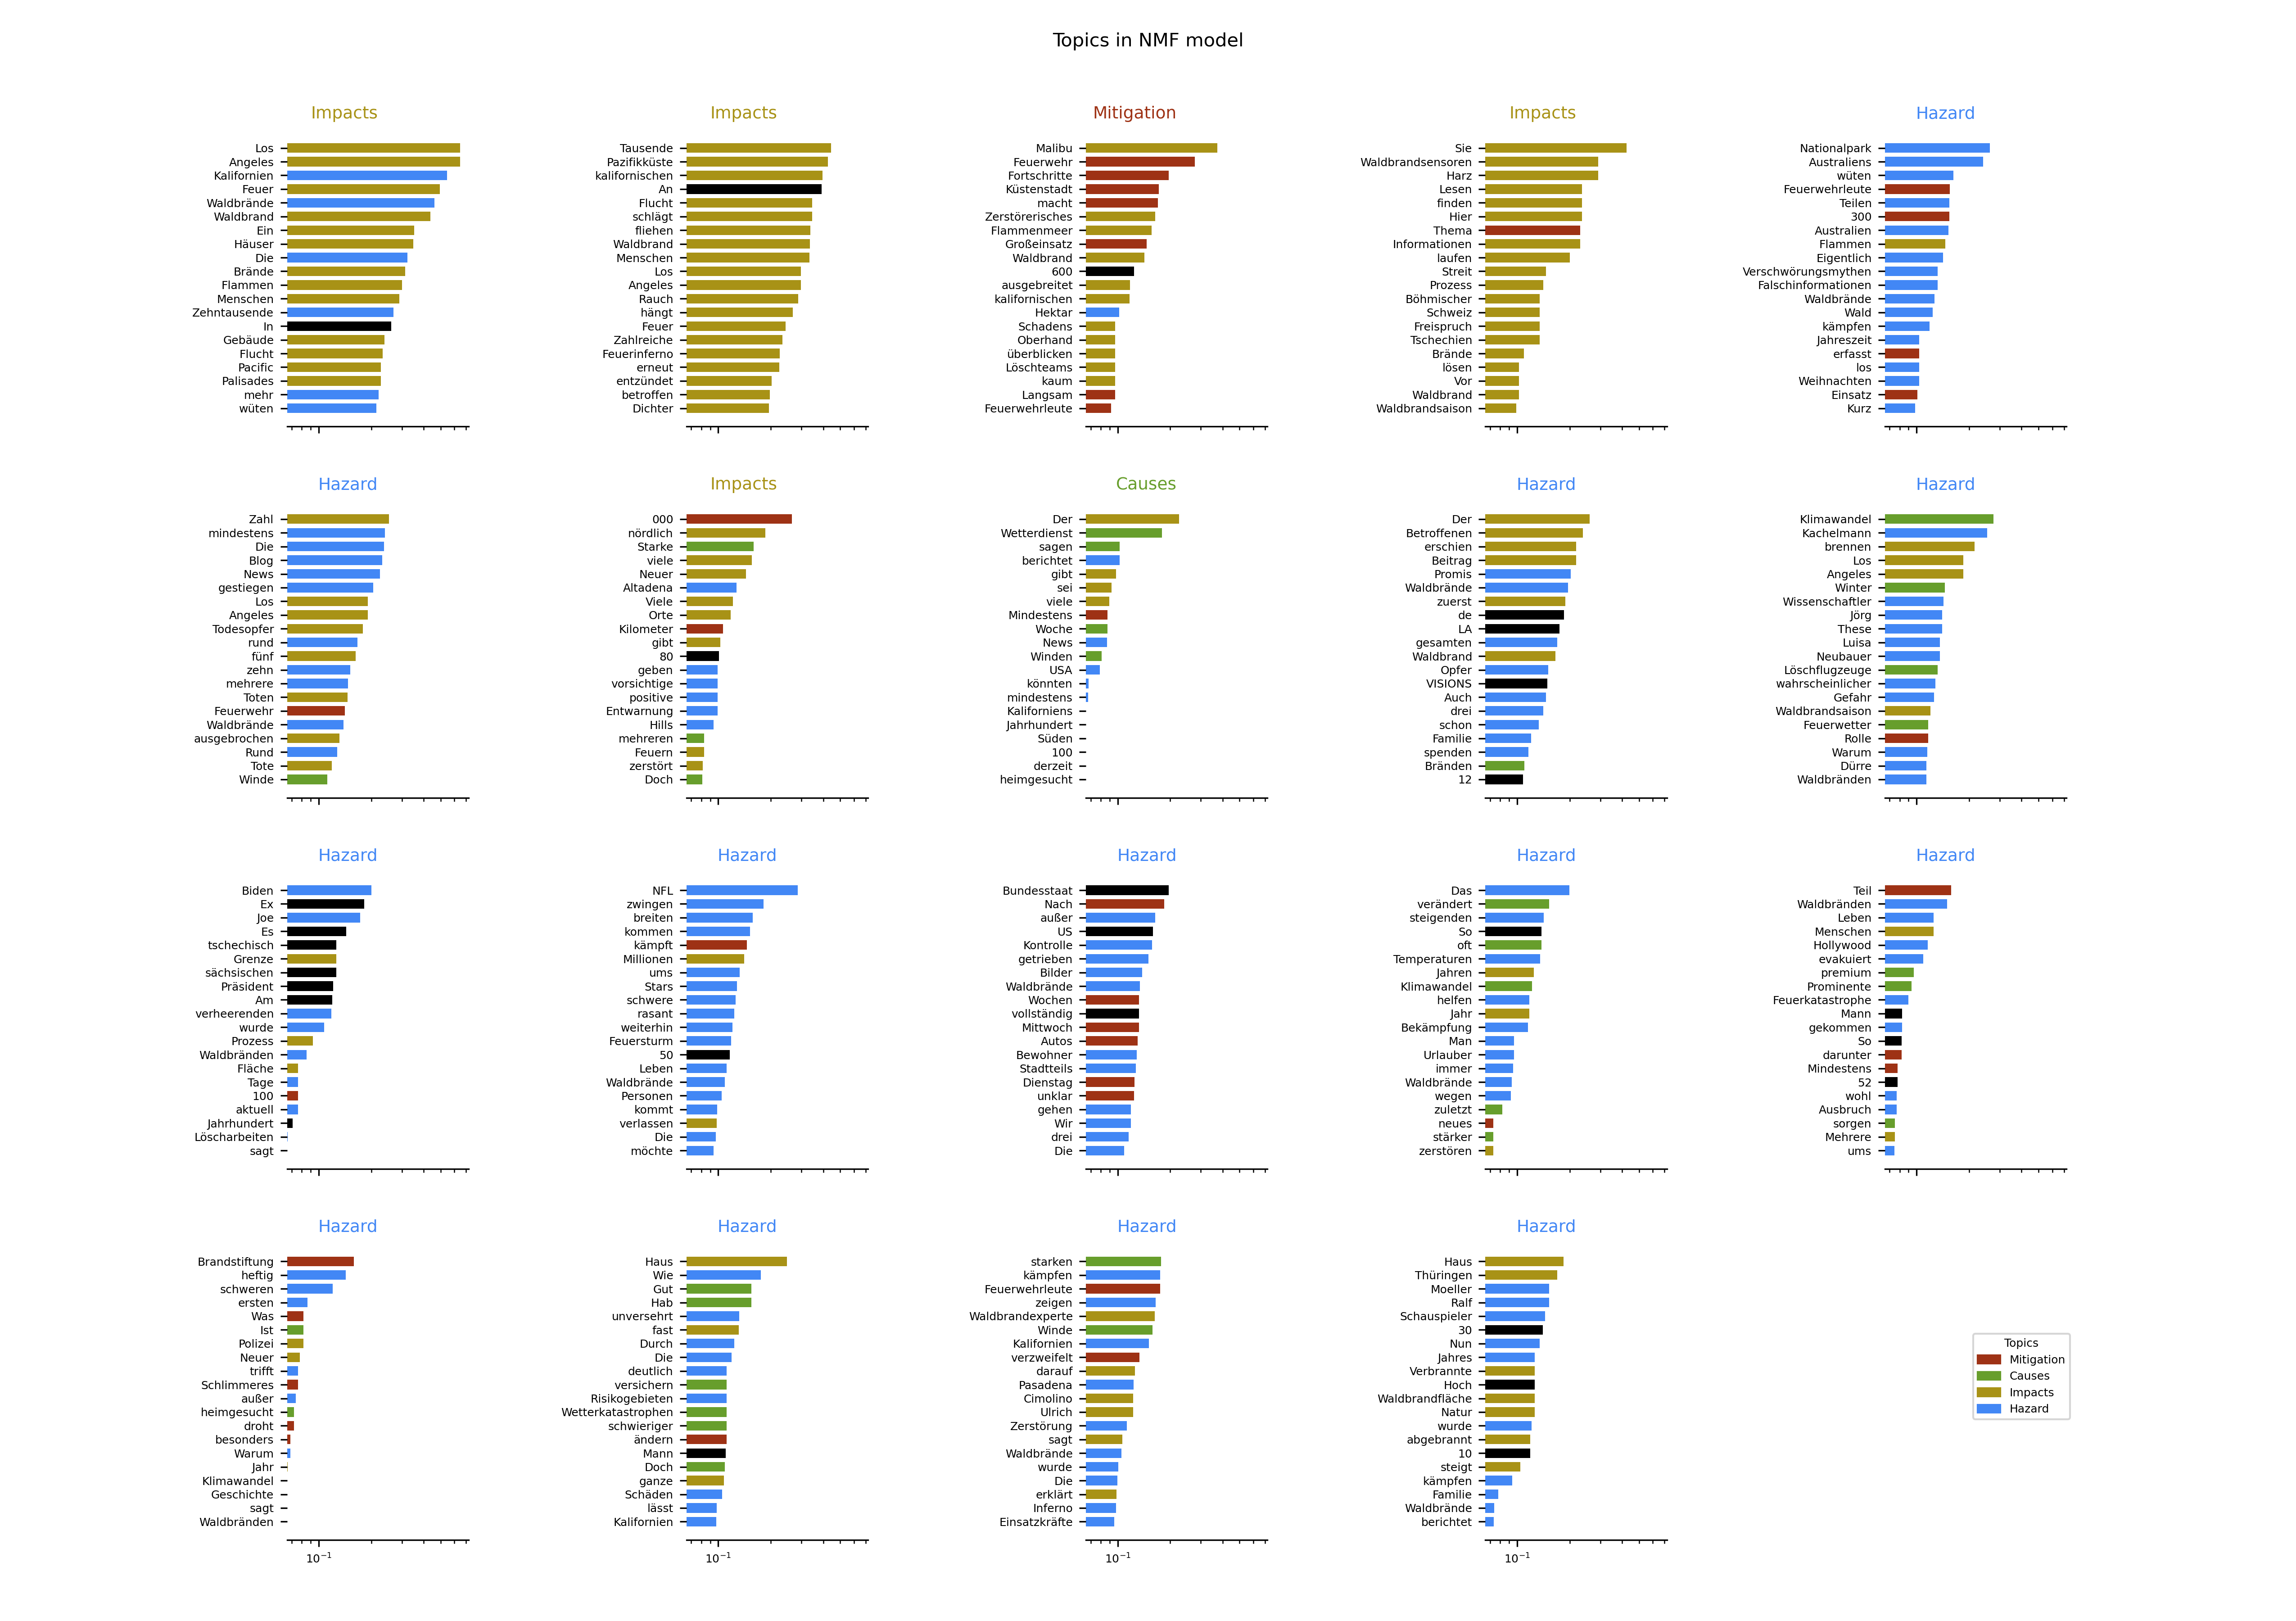 Topics in NMF model
Impacts
Los
Angeles
Kalifornien
Feuer
Waldbrände
Waldbrand
Ein
Häuser
Die
Brände
Flammen
Menschen
Zehntausende
In
Gebäude
Flucht
Pacific
Palisades
mehr
wüten
Impacts
Tausende
Pazifikküste
kalifornischen
An
Flucht
schlägt
fliehen
Waldbrand
Menschen
Los
Angeles
Rauch
hängt
Feuer
Zahlreiche
Feuerinferno
erneut
entzündet
betroffen
Dichter
Mitigation
Malibu
Feuerwehr
Fortschritte
Küstenstadt
macht
Zerstörerisches
Flammenmeer
Großeinsatz
Waldbrand
600
ausgebreitet
kalifornischen
Hektar
Schadens
Oberhand
überblicken
Löschteams
kaum
Langsam
Feuerwehrleute
Impacts
Sie
Waldbrandsensoren
Harz
Lesen
finden
Hier
Thema
Informationen
laufen
Streit
Prozess
Böhmischer
Schweiz
Freispruch
Tschechien
Brände
lösen
Vor
Waldbrand
Waldbrandsaison
Hazard
Nationalpark
Australiens
wüten
Feuerwehrleute
Teilen
300
Australien
Flammen
Eigentlich
Verschwörungsmythen
Falschinformationen
Waldbrände
Wald
kämpfen
Jahreszeit
erfasst
los
Weihnachten
Einsatz
Kurz
Hazard
Zahl
mindestens
Die
Blog
News
gestiegen
Los
Angeles
Todesopfer
rund
fünf
zehn
mehrere
Toten
Feuerwehr
Waldbrände
ausgebrochen
Rund
Tote
Winde
Impacts
000
nördlich
Starke
viele
Neuer
Altadena
Viele
Orte
Kilometer
gibt
80
geben
vorsichtige
positive
Entwarnung
Hills
mehreren
Feuern
zerstört
Doch
Causes
Der
Wetterdienst
sagen
berichtet
gibt
sei
viele
Mindestens
Woche
News
Winden
USA
könnten
mindestens
Kaliforniens
Jahrhundert
Süden
100
derzeit
heimgesucht
Hazard
Der
Betroffenen
erschien
Beitrag
Promis
Waldbrände
zuerst
de
LA
gesamten
Waldbrand
Opfer
VISIONS
Auch
drei
schon
Familie
spenden
Bränden
12
Hazard
Klimawandel
Kachelmann
brennen
Los
Angeles
Winter
Wissenschaftler
Jörg
These
Luisa
Neubauer
Löschflugzeuge
wahrscheinlicher
Gefahr
Waldbrandsaison
Feuerwetter
Rolle
Warum
Dürre
Waldbränden
Hazard
Biden
Ex
Joe
Es
tschechisch
Grenze
sächsischen
Präsident
Am
verheerenden
wurde
Prozess
Waldbränden
Fläche
Tage
100
aktuell
Jahrhundert
Löscharbeiten
sagt
Hazard
NFL
zwingen
breiten
kommen
kämpft
Millionen
ums
Stars
schwere
rasant
weiterhin
Feuersturm
50
Leben
Waldbrände
Personen
kommt
verlassen
Die
möchte
Hazard
Bundesstaat
Nach
außer
US
Kontrolle
getrieben
Bilder
Waldbrände
Wochen
vollständig
Mittwoch
Autos
Bewohner
Stadtteils
Dienstag
unklar
gehen
Wir
drei
Die
Hazard
Das
verändert
steigenden
So
oft
Temperaturen
Jahren
Klimawandel
helfen
Jahr
Bekämpfung
Man
Urlauber
immer
Waldbrände
wegen
zuletzt
neues
stärker
zerstören
Hazard
Teil
Waldbränden
Leben
Menschen
Hollywood
evakuiert
premium
Prominente
Feuerkatastrophe
Mann
gekommen
So
darunter
Mindestens
52
wohl
Ausbruch
sorgen
Mehrere
ums
Hazard
Brandstiftung
heftig
schweren
ersten
Was
Ist
Polizei
Neuer
trifft
Schlimmeres
außer
heimgesucht
droht
besonders
Warum
Jahr
Klimawandel
Geschichte
sagt
Waldbränden
10⁻¹
Hazard
Haus
Wie
Gut
Hab
unversehrt
fast
Durch
Die
deutlich
versichern
Risikogebieten
Wetterkatastrophen
schwieriger
ändern
Mann
Doch
ganze
Schäden
lässt
Kalifornien
10⁻¹
Hazard
starken
kämpfen
Feuerwehrleute
zeigen
Waldbrandexperte
Winde
Kalifornien
verzweifelt
darauf
Pasadena
Cimolino
Ulrich
Zerstörung
sagt
Waldbrände
wurde
Die
erklärt
Inferno
Einsatzkräfte
10⁻¹
Hazard
Haus
Thüringen
Moeller
Ralf
Schauspieler
30
Nun
Jahres
Verbrannte
Hoch
Waldbrandfläche
Natur
wurde
abgebrannt
10
steigt
kämpfen
Familie
Waldbrände
berichtet
10⁻¹
Topics
Mitigation
Causes
Impacts
Hazard